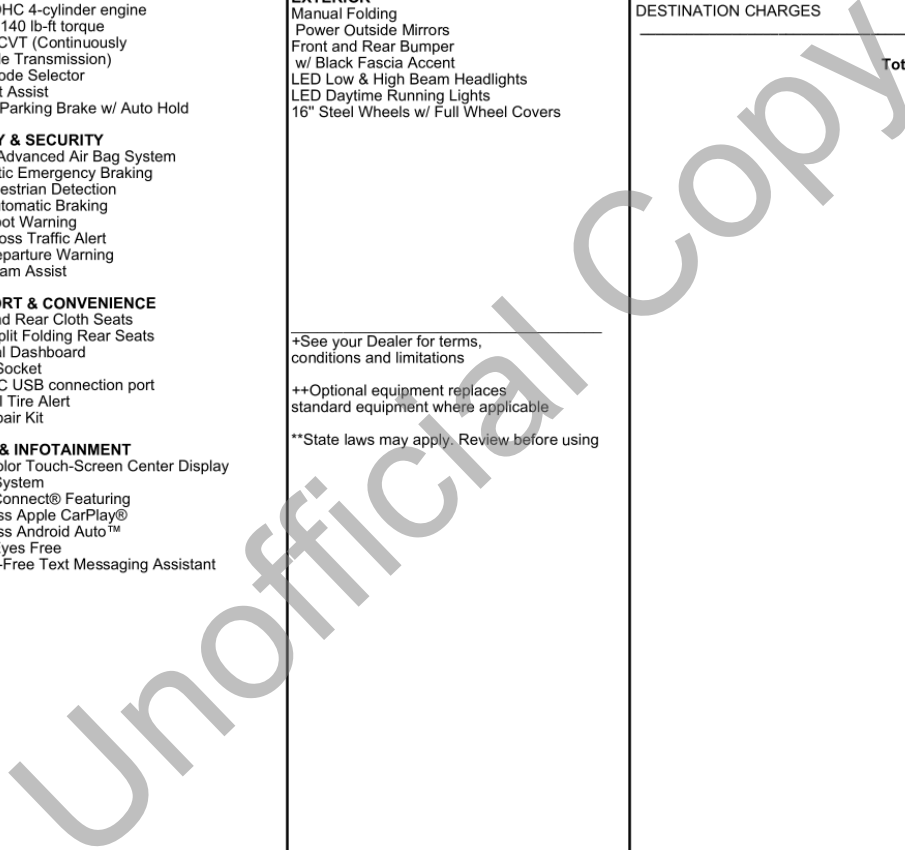 OHC 4-cylinder engine
140 lb-ft torque
CVT (Continuously
le Transmission)
ode Selector
t Assist
Parking Brake w/ Auto Hold
Y & SECURITY
Advanced Air Bag System
tic Emergency Braking
estrian Detection
utomatic Braking
pot Warning
oss Traffic Alert
eparture Warning
am Assist
ORT & CONVENIENCE
nd Rear Cloth Seats
plit Folding Rear Seats
al Dashboard
Socket
C USB connection port
l Tire Alert
pair Kit
& INFOTAINMENT
olor Touch-Screen Center Display
System
Connect® Featuring
ss Apple CarPlay®
ss Android Auto™
Eyes Free
-Free Text Messaging Assistant
EXTERIOR
Manual Folding
Power Outside Mirrors
Front and Rear Bumper
w/ Black Fascia Accent
LED Low & High Beam Headlights
LED Daytime Running Lights
16" Steel Wheels w/ Full Wheel Covers
+See your Dealer for terms,
conditions and limitations
++Optional equipment replaces
standard equipment where applicable
**State laws may apply. Review before using
DESTINATION CHARGES
Tot
Unofficial Copy